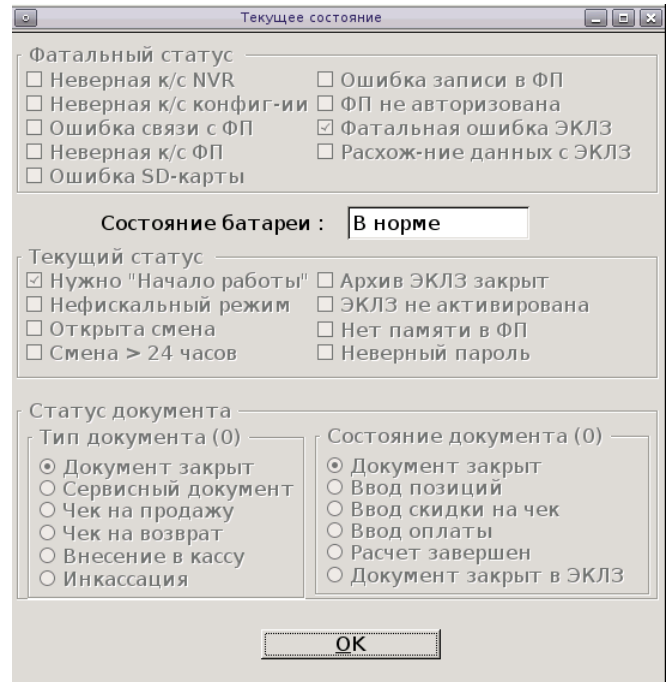 Текущее состояние
Фатальный статус
Неверная к/с NVR
Неверная к/с конфиг-ии
Ошибка связи с ФП
Неверная к/с ФП
Ошибка SD-карты
Ошибка записи в ФП
ФП не авторизована
Фатальная ошибка ЭКЛЗ
Расхож-ние данных с ЭКЛЗ
Состояние батареи : В норме
Текущий статус
Нужно "Начало работы"
Нефискальный режим
Открыта смена
Смена > 24 часов
Архив ЭКЛЗ закрыт
ЭКЛЗ не активирована
Нет памяти в ФП
Неверный пароль
Статус документа
Тип документа (0)
Документ закрыт
Сервисный документ
Чек на продажу
Чек на возврат
Внесение в кассу
Инкассация
Состояние документа (0)
Документ закрыт
Ввод позиций
Ввод скидки на чек
Ввод оплаты
Расчет завершен
Документ закрыт в ЭКЛЗ
OK